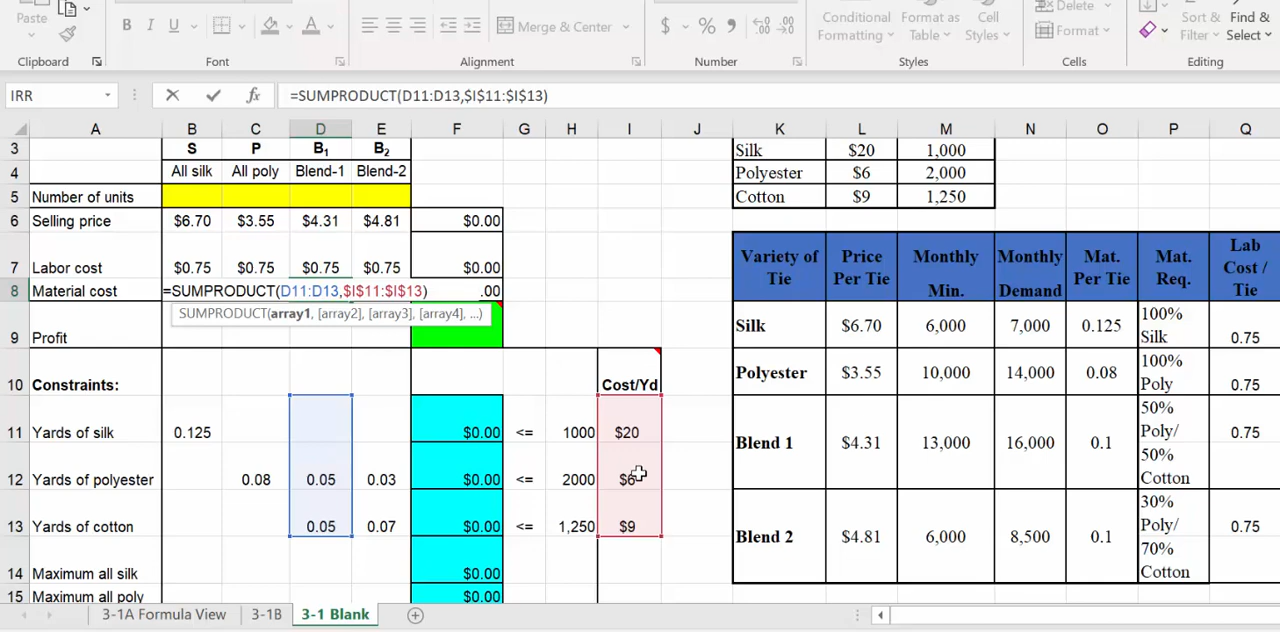 Paste
B I U A
Merge & Center
$ % 9
.00 .00
Conditional Formatting
Format as Table
Cell Styles
Delete
Format
Sort & Filter
Find & Select
Clipboard Font Alignment Number Styles Cells Editing
IRR fx =SUMPRODUCT(D11:D13,$I$11:$I$13)
A B C D E F G H I J K L M N O P Q
3 S P B₁ B₂ Silk $20 1,000
4 All silk All poly Blend-1 Blend-2 Polyester $6 2,000
5 Number of units Cotton $9 1,250
6 Selling price $6.70 $3.55 $4.31 $4.81 $0.00
7 Labor cost $0.75 $0.75 $0.75 $0.75 $0.00
8 Material cost =SUMPRODUCT(D11:D13,$I$11:$I$13) .00
SUMPRODUCT(array1, [array2], [array3], [array4], ...)
9 Profit
10 Constraints: Cost/Yd
11 Yards of silk 0.125 $0.00 <= 1000 $20
12 Yards of polyester 0.08 0.05 0.03 $0.00 <= 2000 $6
13 Yards of cotton 0.05 0.07 $0.00 <= 1,250 $9
14 Maximum all silk $0.00
15 Maximum all poly $0.00
Variety of Tie
Price Per Tie
Monthly Min.
Monthly Demand
Mat. Per Tie
Mat. Req.
Lab Cost / Tie
Silk $6.70 6,000 7,000 0.125 100% Silk 0.75
Polyester $3.55 10,000 14,000 0.08 100% Poly 0.75
Blend 1 $4.31 13,000 16,000 0.1 50% Poly/ 50% Cotton 0.75
Blend 2 $4.81 6,000 8,500 0.1 30% Poly/ 70% Cotton 0.75
3-1A Formula View 3-1B 3-1 Blank